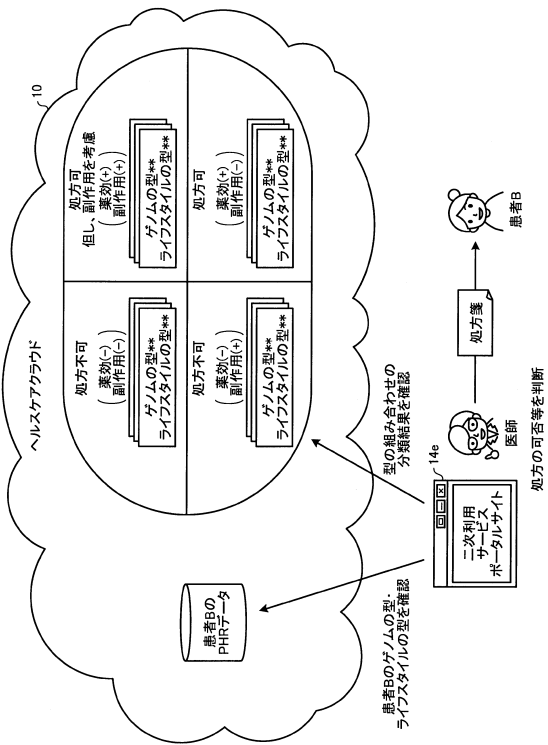 ヘルスケアクラウド
10
処方不可
薬効(-)
副作用(-)
ゲノムの型**
ライフスタイルの型**
処方可
但し、副作用を考慮
薬効(+)
副作用(+)
ゲノムの型**
ライフスタイルの型**
処方不可
薬効(-)
副作用(+)
ゲノムの型**
ライフスタイルの型**
処方可
薬効(+)
副作用(-)
ゲノムの型**
ライフスタイルの型**
患者Bの
PHRデータ
患者Bのゲノムの型・
ライフスタイルの型を確認
型の組み合わせの
分類結果を確認
14e
二次利用
サービス
ポータルサイト
医師
処方箋
患者B
処方の可否等を判断